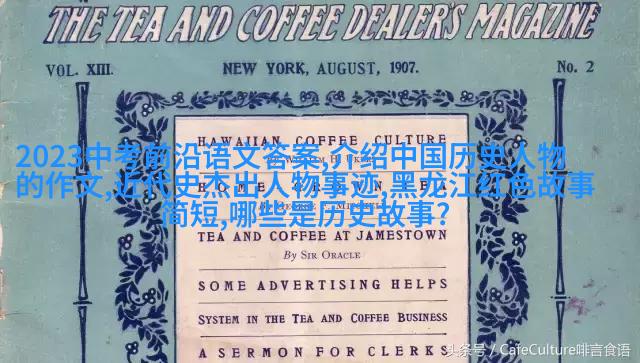 THE TEA AND COFFEE DEALER'S MAGAZINE
VOL. XIII. NEW YORK, AUGUST, 1907. No. 2
HAWAIIAN COFFEE CULTURE
2023中考前沿语文答案,介绍中国历史人物
的作文,近代史杰出人物事迹,黑龙江红色故事
简短,哪些是历史故事?
TEA AND COFFEE AT JAMESTOWN
By SIR ORACLE
SOME ADVERTISING HELPS
SYSTEM IN THE TEA AND COFFEE BUSINESS
A SERMON FOR CLERKS
头条号 / CafeCulture啡言食语